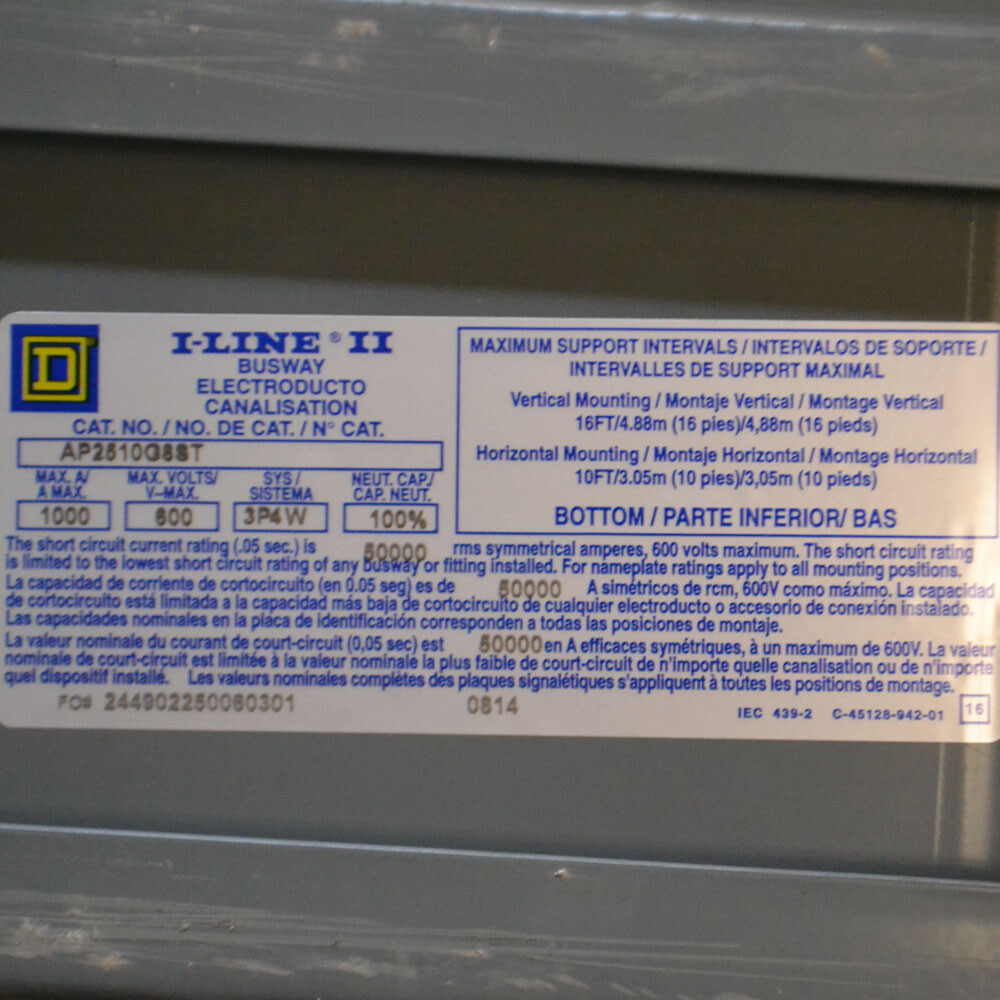 D
I-LINE ® II
BUSWAY
ELECTRODUCTO
CANALISATION
CAT. NO. / NO. DE CAT. / N° CAT.
AP2510G8ST
MAX. A/
A MAX.
MAX. VOLTS/
V~MAX.
SYS /
SISTEMA
NEUT. CAP./
CAP. NEUT.
1000
600
3P4W
100%
MAXIMUM SUPPORT INTERVALS / INTERVALOS DE SOPORTE /
INTERVALLES DE SUPPORT MAXIMAL
Vertical Mounting / Montaje Vertical / Montage Vertical
16FT/4.88m (16 pies)/4,88m (16 pieds)
Horizontal Mounting / Montaje Horizontal / Montage Horizontal
10FT/3.05m (10 pies)/3,05m (10 pieds)
BOTTOM / PARTE INFERIOR/ BAS
The short circuit current rating (.05 sec.) is 50000 rms symmetrical amperes, 600 volts maximum. The short circuit rating
is limited to the lowest short circuit rating of any busway or fitting installed. For nameplate ratings apply to all mounting positions.
La capacidad de corriente de cortocircuito (en 0.05 seg) es de 50000 A simétricos de rcm, 600V como máximo. La capacidad
de cortocircuito está limitada a la capacidad más baja de cortocircuito de cualquier electroducto o accesorio de conexión instalado.
Las capacidades nominales en la placa de identificación corresponden a todas las posiciones de montaje.
La valeur nominale du courant de court-circuit (0,05 sec) est 50000 en A efficaces symétriques, à un maximum de 600V. La valeur
nominale de court-circuit est limitée à la valeur nominale la plus faible de court-circuit de n'importe quelle canalisation ou de n'importe
quel dispositif installé. Les valeurs nominales complètes des plaques signalétiques s'appliquent à toutes les positions de montage.
FO# 244902250060301
0814
IEC 439-2 C-45128-942-01 16